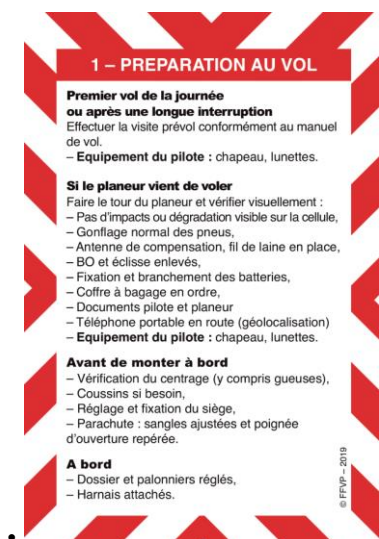 1 – PREPARATION AU VOL
Premier vol de la journée
ou après une longue interruption
Effectuer la visite prévol conformément au manuel
de vol.
– Equipement du pilote : chapeau, lunettes.
Si le planeur vient de voler
Faire le tour du planeur et vérifier visuellement :
– Pas d'impacts ou dégradation visible sur la cellule,
– Gonflage normal des pneus,
– Antenne de compensation, fil de laine en place,
– BO et éclisse enlevés,
– Fixation et branchement des batteries,
– Coffre à bagage en ordre,
– Documents pilote et planeur
– Téléphone portable en route (géolocalisation)
– Equipement du pilote : chapeau, lunettes.
Avant de monter à bord
– Vérification du centrage (y compris gueuses),
– Coussins si besoin,
– Réglage et fixation du siège,
– Parachute : sangles ajustées et poignée
d'ouverture repérée.
A bord
– Dossier et palonniers réglés,
– Harnais attachés.
© FFVP – 2019